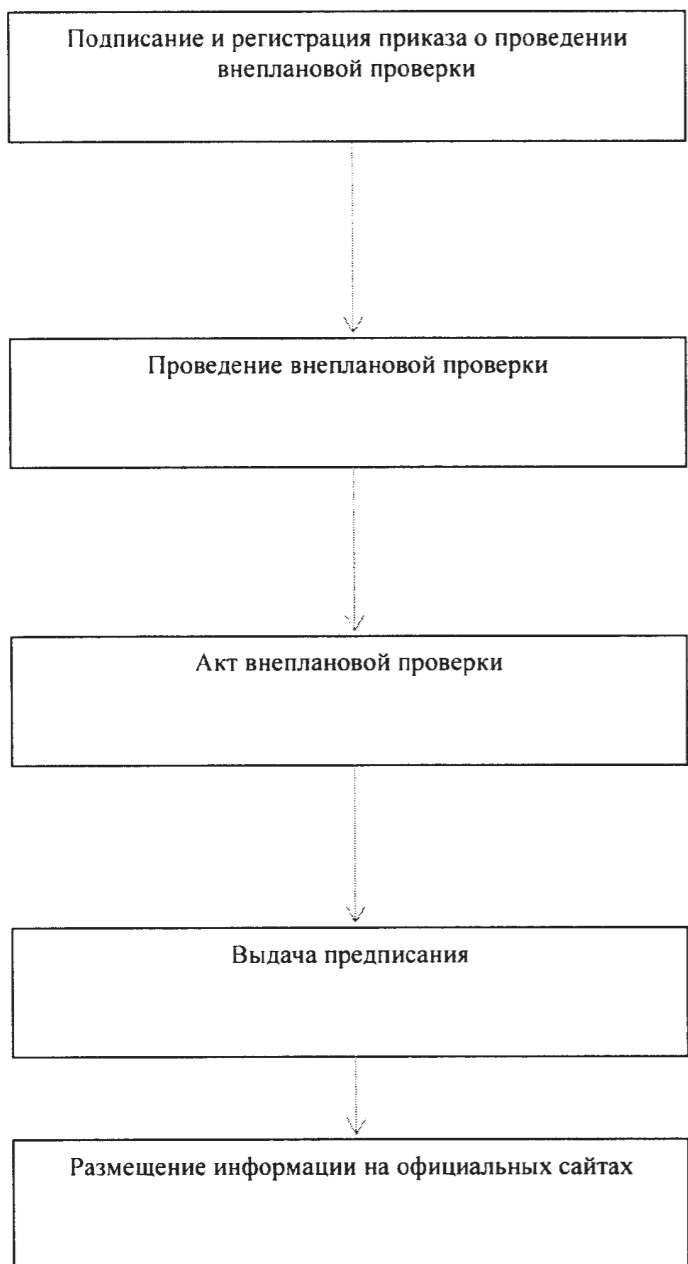 Подписание и регистрация приказа о проведении
внеплановой проверки
Проведение внеплановой проверки
Акт внеплановой проверки
Выдача предписания
Размещение информации на официальных сайтах